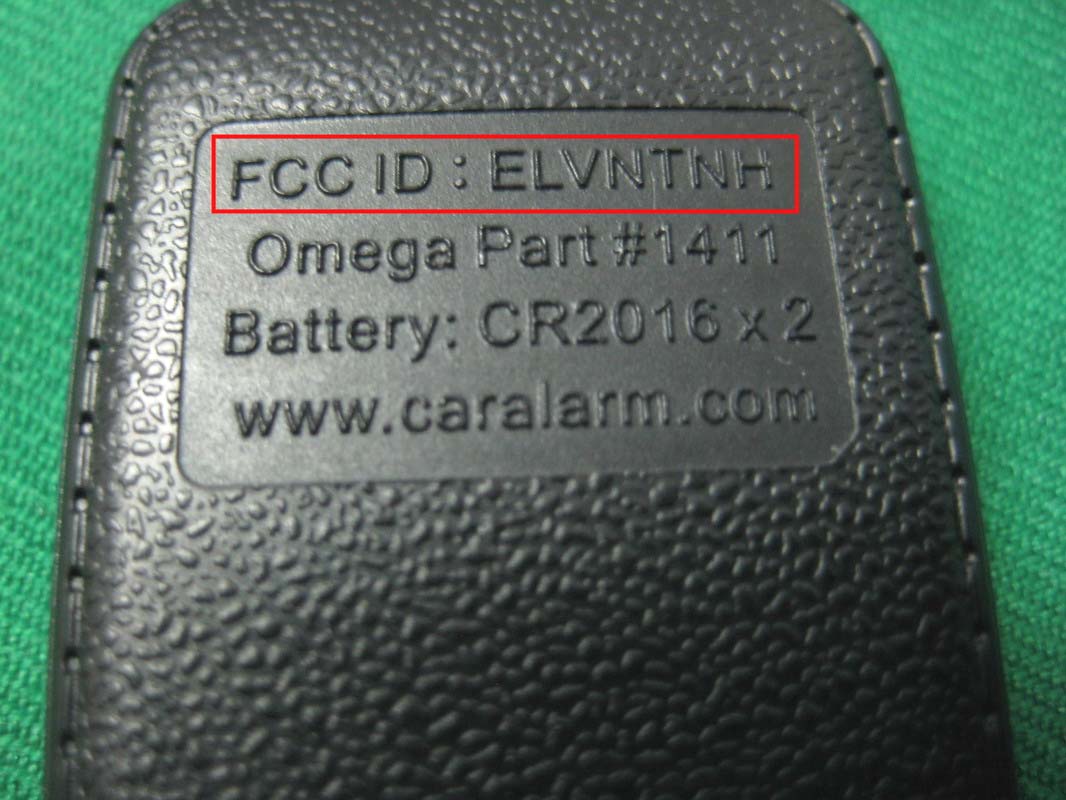 FCC ID : ELVNTNH
Omega Part #1411
Battery: CR2016 x 2
www.caralarm.com